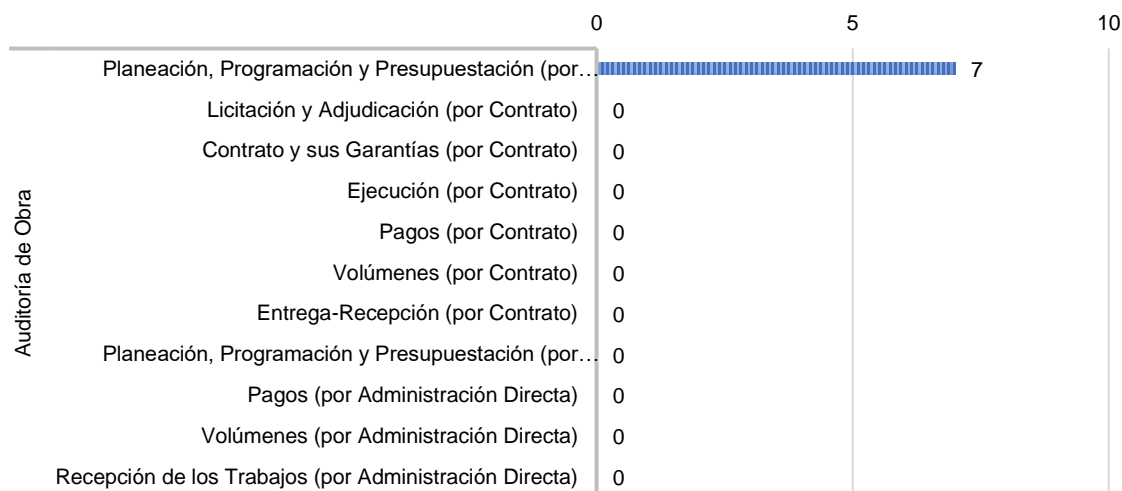 0 5 10
Auditoría de Obra
Planeación, Programación y Presupuestación (por… 7
Licitación y Adjudicación (por Contrato) 0
Contrato y sus Garantías (por Contrato) 0
Ejecución (por Contrato) 0
Pagos (por Contrato) 0
Volúmenes (por Contrato) 0
Entrega-Recepción (por Contrato) 0
Planeación, Programación y Presupuestación (por… 0
Pagos (por Administración Directa) 0
Volúmenes (por Administración Directa) 0
Recepción de los Trabajos (por Administración Directa) 0